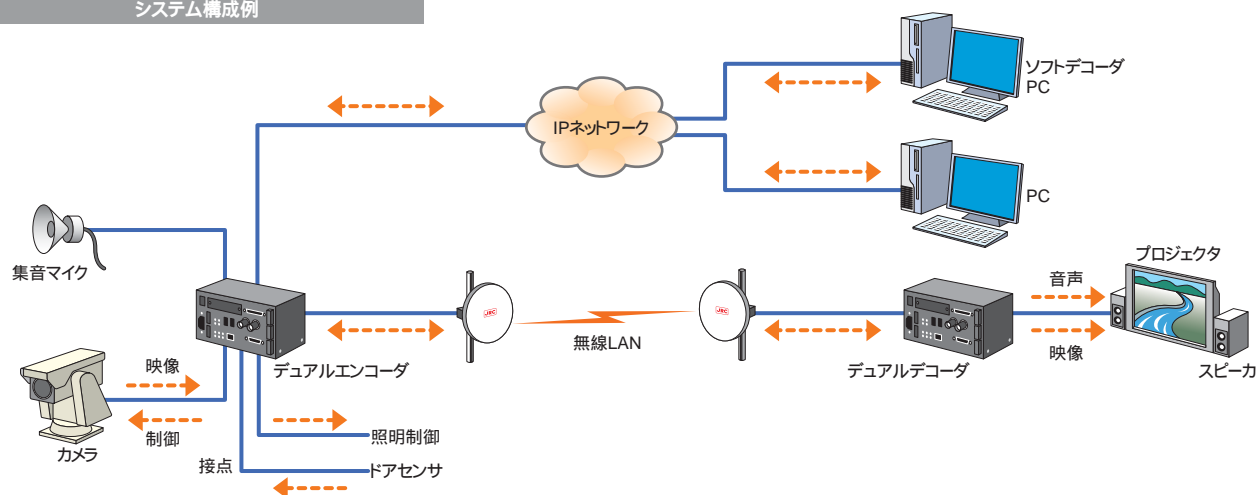 システム構成例
ソフトデコーダ
PC
IPネットワーク
PC
集音マイク
プロジェクタ
音声
JRC
JRC
無線LAN
映像
デュアルエンコーダ
デュアルデコーダ
映像
スピーカ
制御
カメラ
照明制御
接点
ドアセンサ